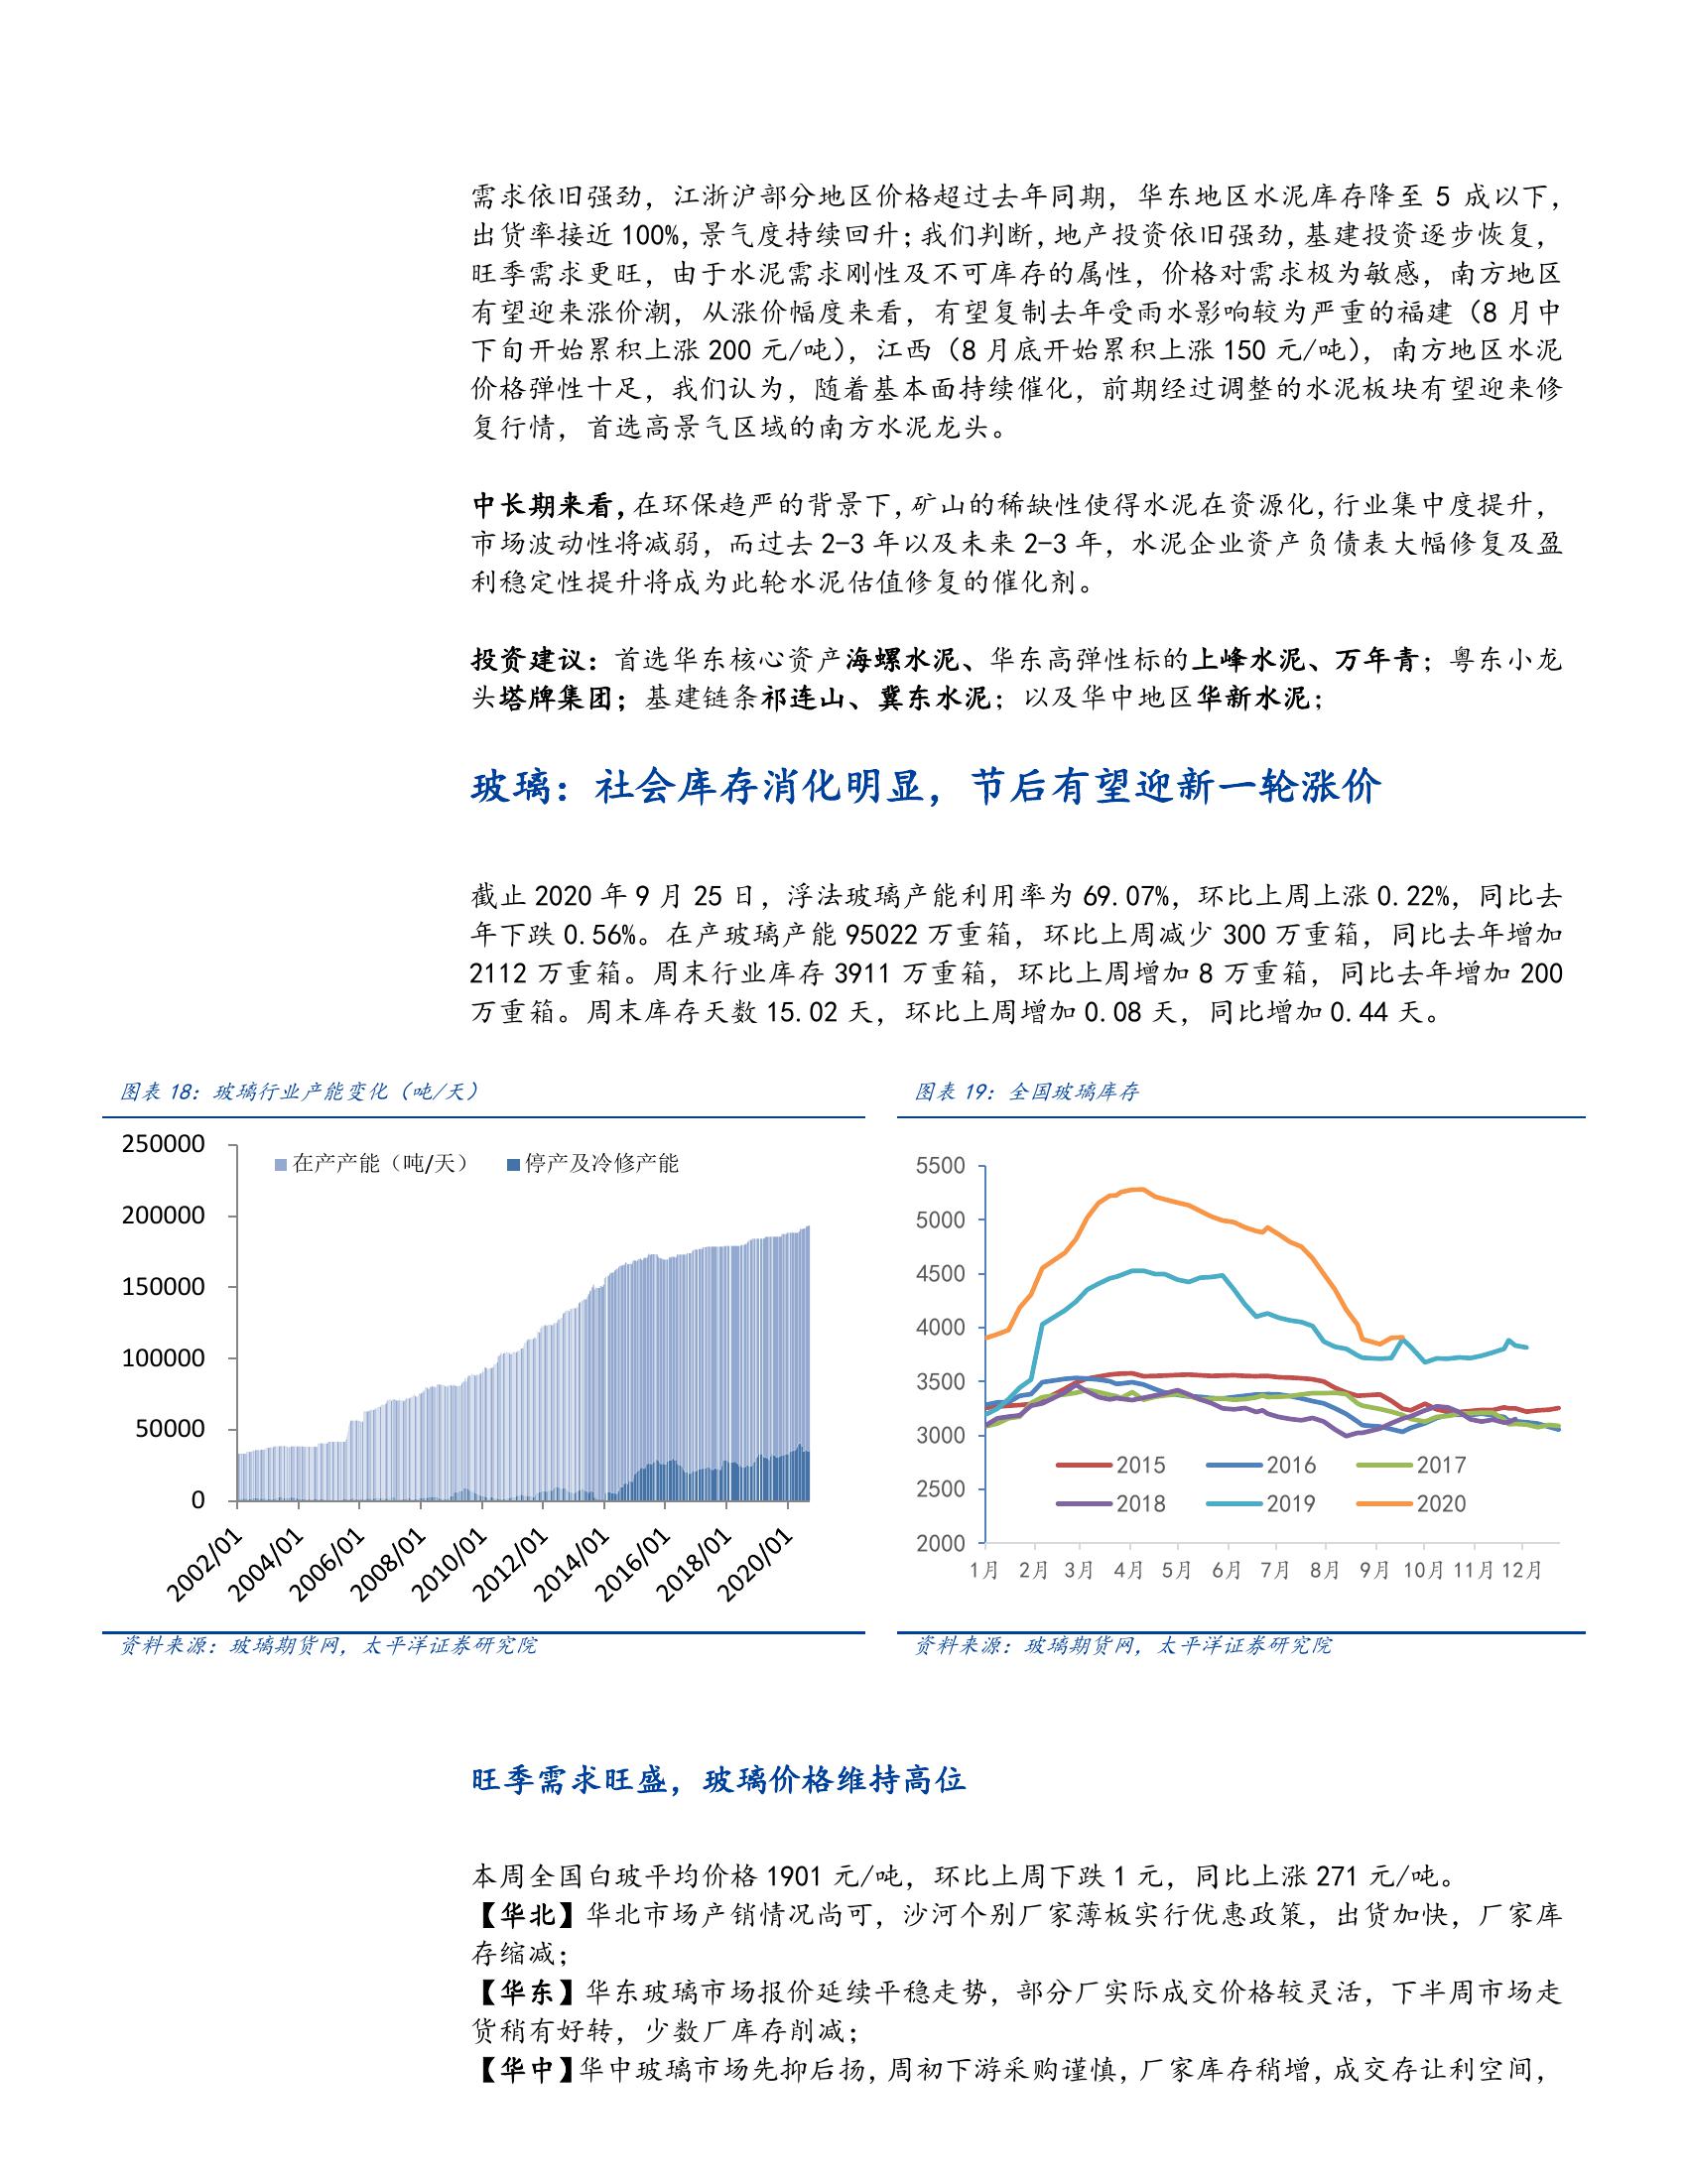 需求依旧强劲，江浙沪部分地区价格超过去年同期，华东地区水泥库存降至 5 成以下，
出货率接近 100%，景气度持续回升；我们判断，地产投资依旧强劲，基建投资逐步恢复，
旺季需求更旺，由于水泥需求刚性及不可库存的属性，价格对需求极为敏感，南方地区
有望迎来涨价潮，从涨价幅度来看，有望复制去年受雨水影响较为严重的福建（8 月中
下旬开始累积上涨 200 元/吨），江西（8 月底开始累积上涨 150 元/吨），南方地区水泥
价格弹性十足，我们认为，随着基本面持续催化，前期经过调整的水泥板块有望迎来修
复行情，首选高景气区域的南方水泥龙头。
中长期来看，在环保趋严的背景下，矿山的稀缺性使得水泥在资源化，行业集中度提升，
市场波动性将减弱，而过去 2-3 年以及未来 2-3 年，水泥企业资产负债表大幅修复及盈
利稳定性提升将成为此轮水泥估值修复的催化剂。
投资建议：首选华东核心资产海螺水泥、华东高弹性标的上峰水泥、万年青；粤东小龙
头塔牌集团；基建链条祁连山、冀东水泥；以及华中地区华新水泥；
玻璃：社会库存消化明显，节后有望迎新一轮涨价
截止 2020 年 9 月 25 日，浮法玻璃产能利用率为 69.07%，环比上周上涨 0.22%，同比去
年下跌 0.56%。在产玻璃产能 95022 万重箱，环比上周减少 300 万重箱，同比去年增加
2112 万重箱。周末行业库存 3911 万重箱，环比上周增加 8 万重箱，同比去年增加 200
万重箱。周末库存天数 15.02 天，环比上周增加 0.08 天，同比增加 0.44 天。
图表 18：玻璃行业产能变化（吨/天）
250000
200000
150000
100000
50000
0
在产产能（吨/天） 停产及冷修产能
2002/01 2004/01 2006/01 2008/01 2010/01 2012/01 2014/01 2016/01 2018/01 2020/01
资料来源：玻璃期货网，太平洋证券研究院
图表 19：全国玻璃库存
5500
5000
4500
4000
3500
3000
2500
2000
2015 2016 2017
2018 2019 2020
1月 2月 3月 4月 5月 6月 7月 8月 9月 10月 11月 12月
资料来源：玻璃期货网，太平洋证券研究院
旺季需求旺盛，玻璃价格维持高位
本周全国白玻平均价格 1901 元/吨，环比上周下跌 1 元，同比上涨 271 元/吨。
【华北】华北市场产销情况尚可，沙河个别厂家薄板实行优惠政策，出货加快，厂家库
存缩减；
【华东】华东玻璃市场报价延续平稳走势，部分厂实际成交价格较灵活，下半周市场走
货稍有好转，少数厂库存削减；
【华中】华中玻璃市场先抑后扬，周初下游采购谨慎，厂家库存稍增，成交存让利空间，